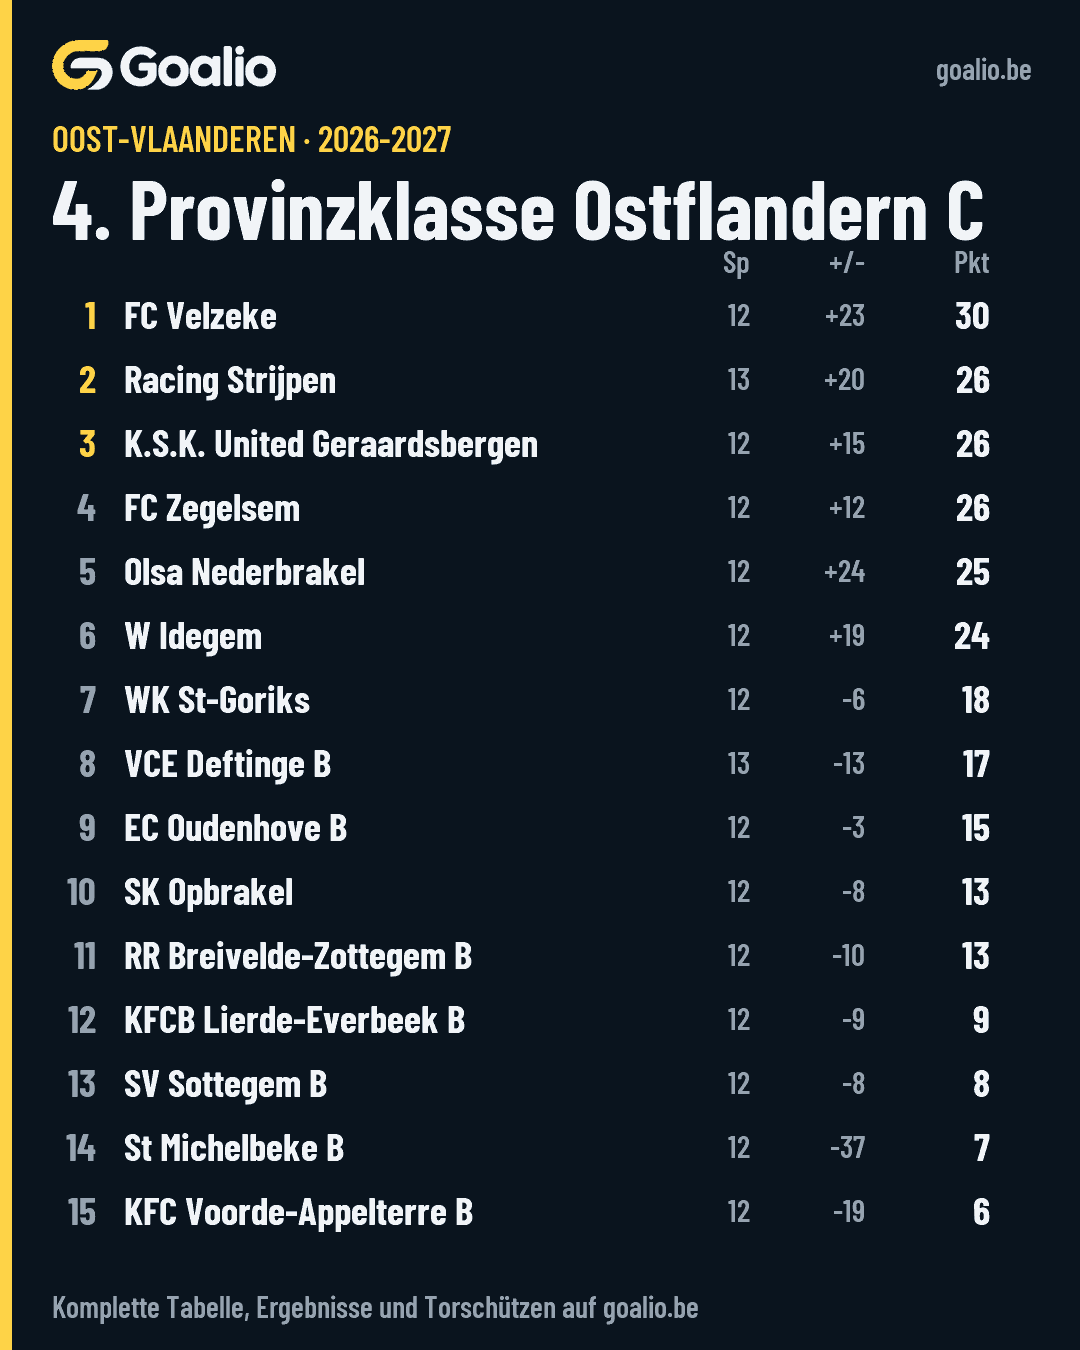 Goalio
goalio.be
OOST-VLAANDEREN · 2026-2027
4. Provinzklasse Ostflandern C
Sp +/- Pkt
1 FC Velzeke 12 +23 30
2 Racing Strijpen 13 +20 26
3 K.S.K. United Geraardsbergen 12 +15 26
4 FC Zegelsem 12 +12 26
5 Olsa Nederbrakel 12 +24 25
6 W Idegem 12 +19 24
7 WK St-Goriks 12 -6 18
8 VCE Deftinge B 13 -13 17
9 EC Oudenhove B 12 -3 15
10 SK Opbrakel 12 -8 13
11 RR Breivelde-Zottegem B 12 -10 13
12 KFCB Lierde-Everbeek B 12 -9 9
13 SV Sottegem B 12 -8 8
14 St Michelbeke B 12 -37 7
15 KFC Voorde-Appelterre B 12 -19 6
Komplette Tabelle, Ergebnisse und Torschützen auf goalio.be